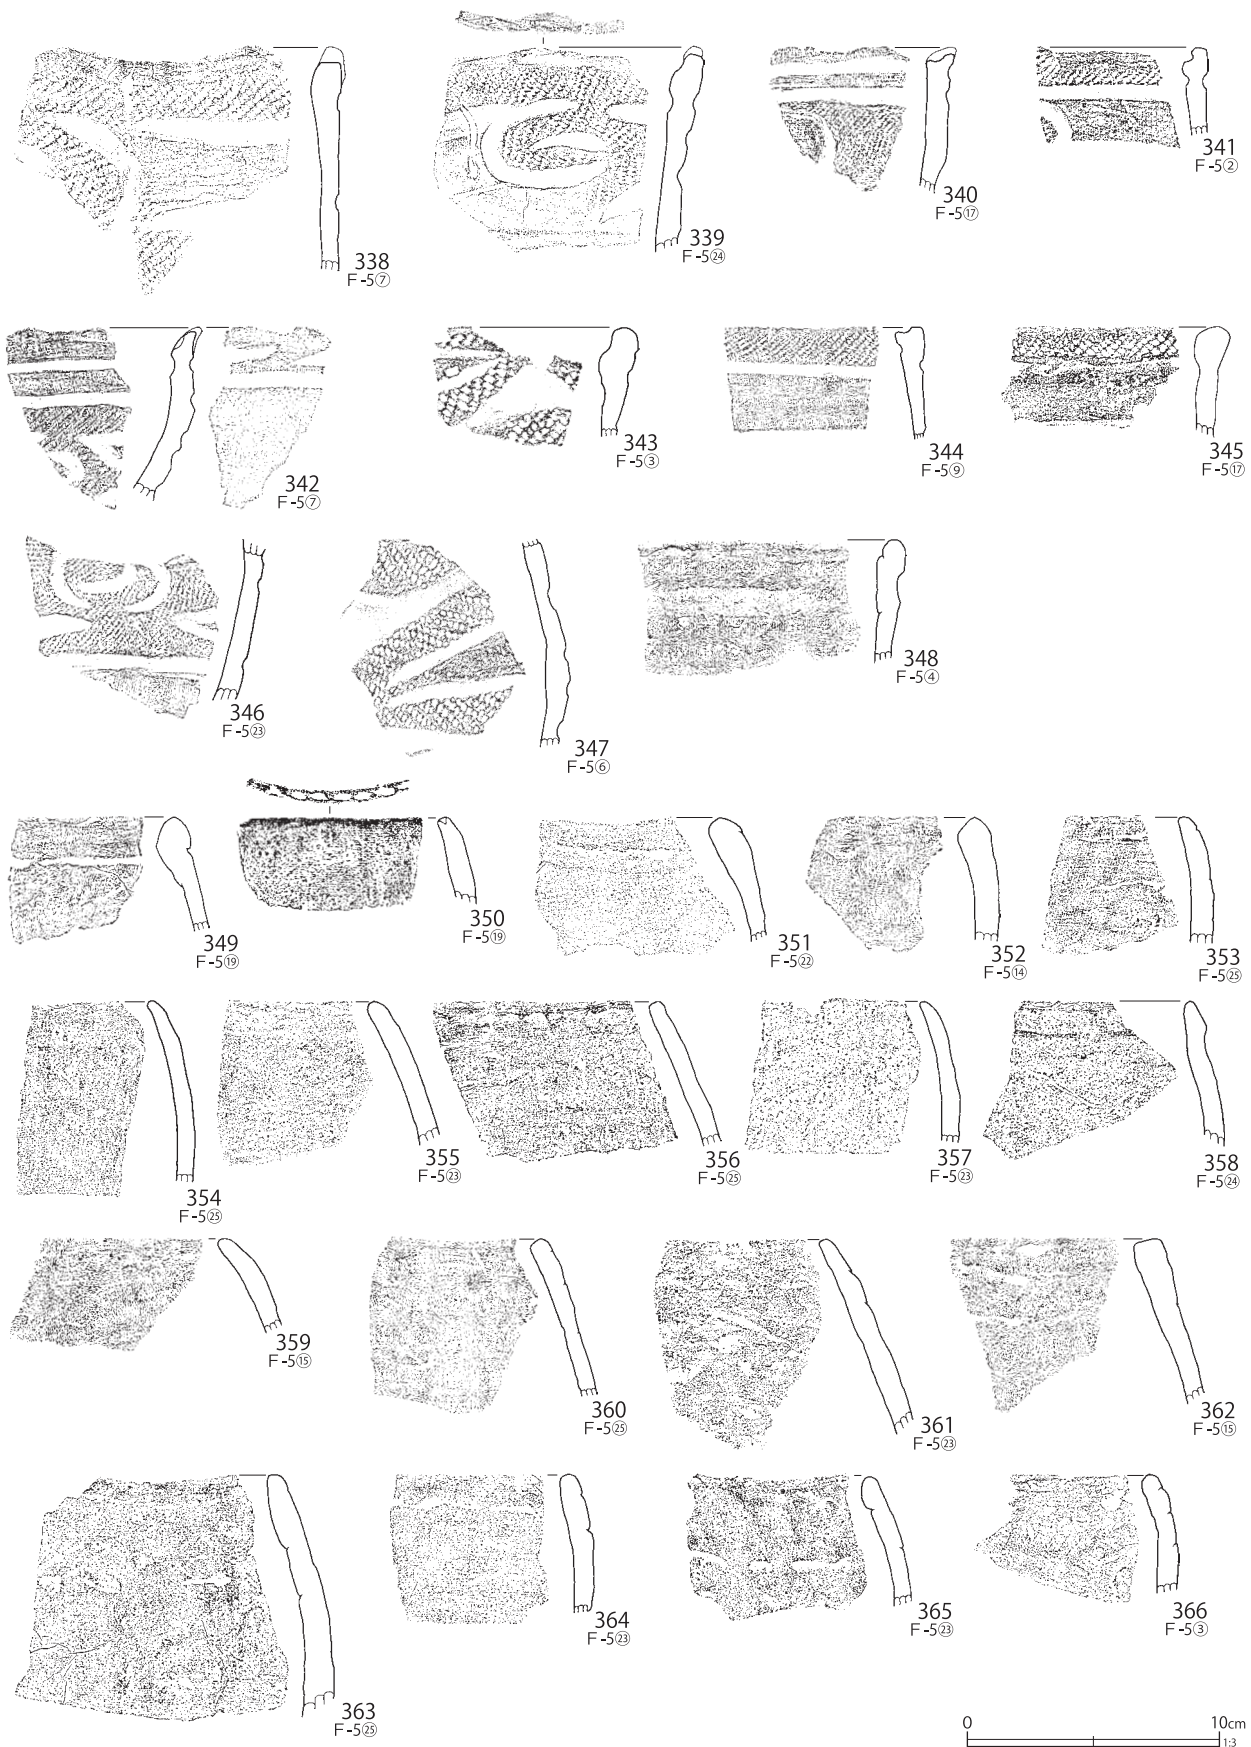 338
F-5⑦
339
F-5㉔
340
F-5⑰
341
F-5②
342
F-5⑦
343
F-5③
344
F-5⑨
345
F-5⑰
346
F-5㉓
347
F-5⑥
348
F-5④
349
F-5⑲
350
F-5⑲
351
F-5㉒
352
F-5⑭
353
F-5㉕
354
F-5㉕
355
F-5㉓
356
F-5㉕
357
F-5㉓
358
F-5㉔
359
F-5⑮
360
F-5㉕
361
F-5㉓
362
F-5⑮
363
F-5㉕
364
F-5㉓
365
F-5㉓
366
F-5③
0 10cm
1:3